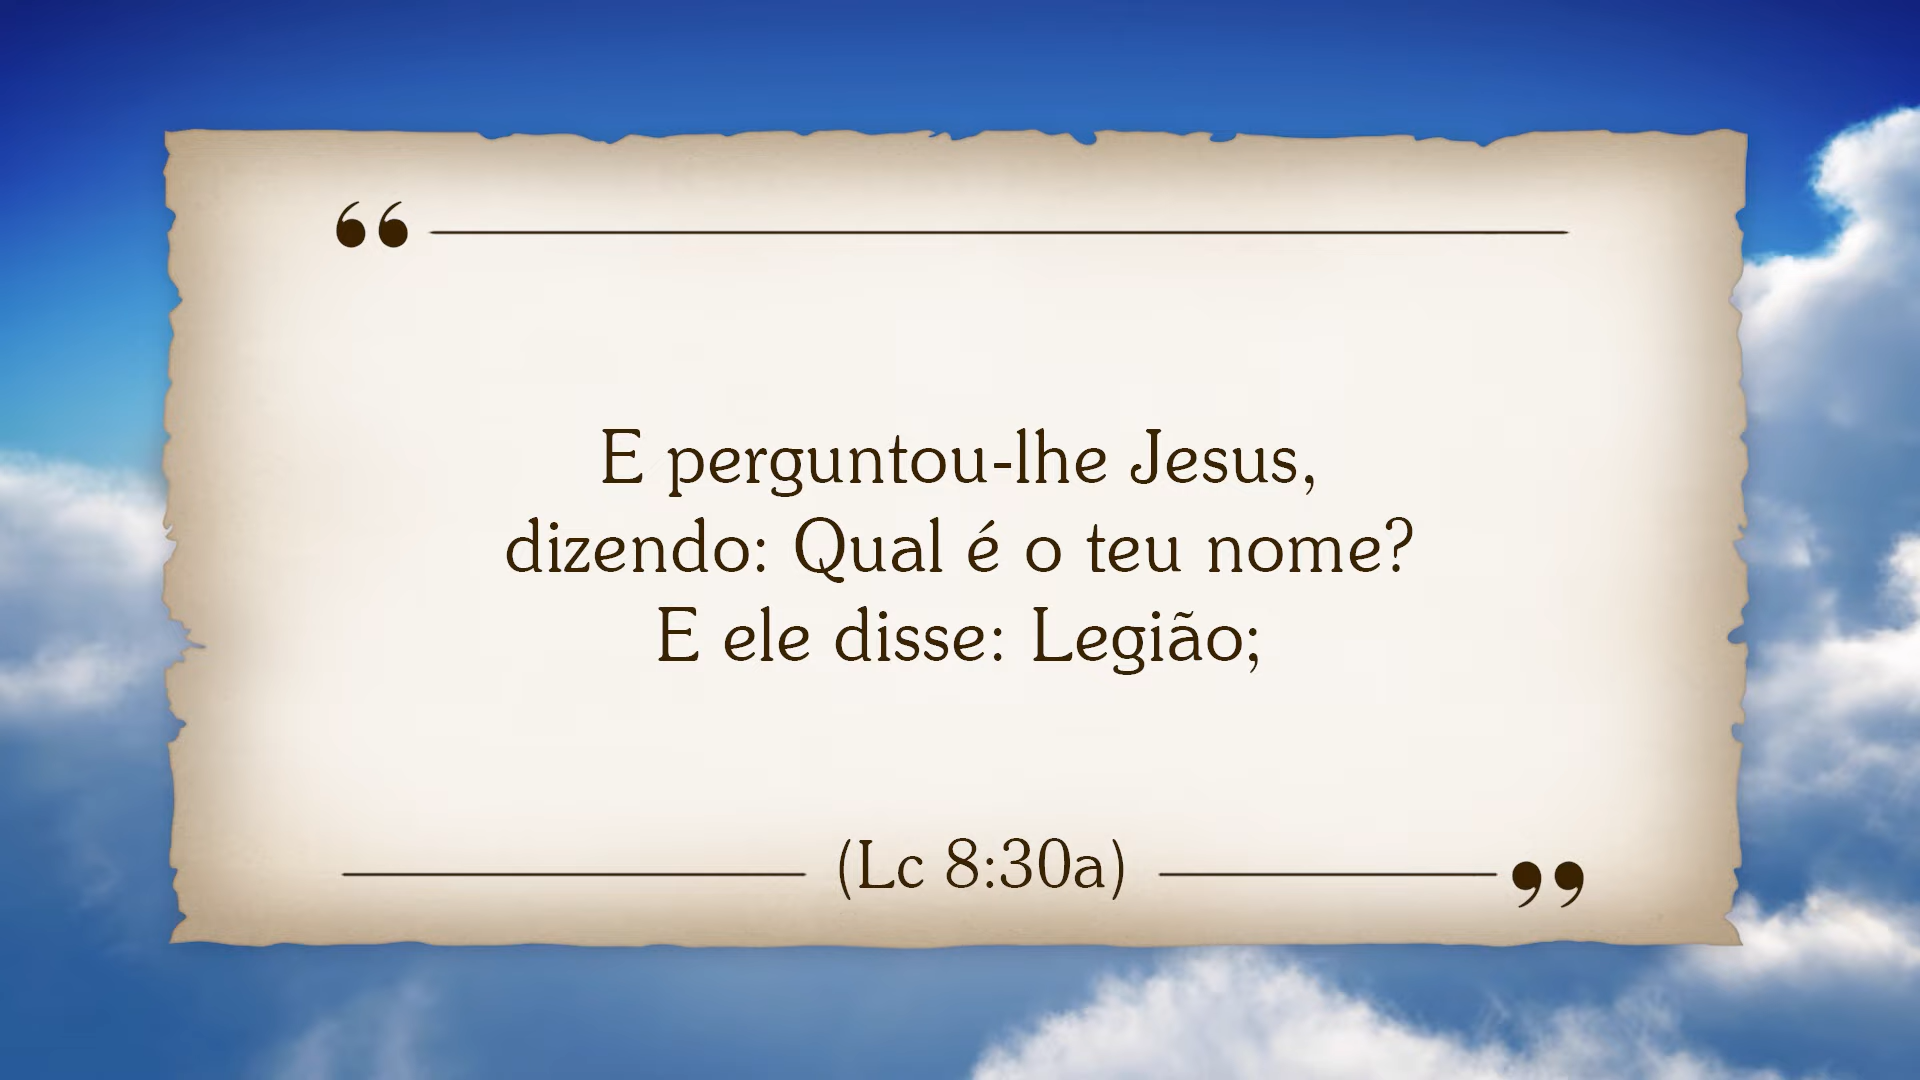 “
E perguntou-lhe Jesus,
dizendo: Qual é o teu nome?
E ele disse: Legião;
(Lc 8:30a)
”